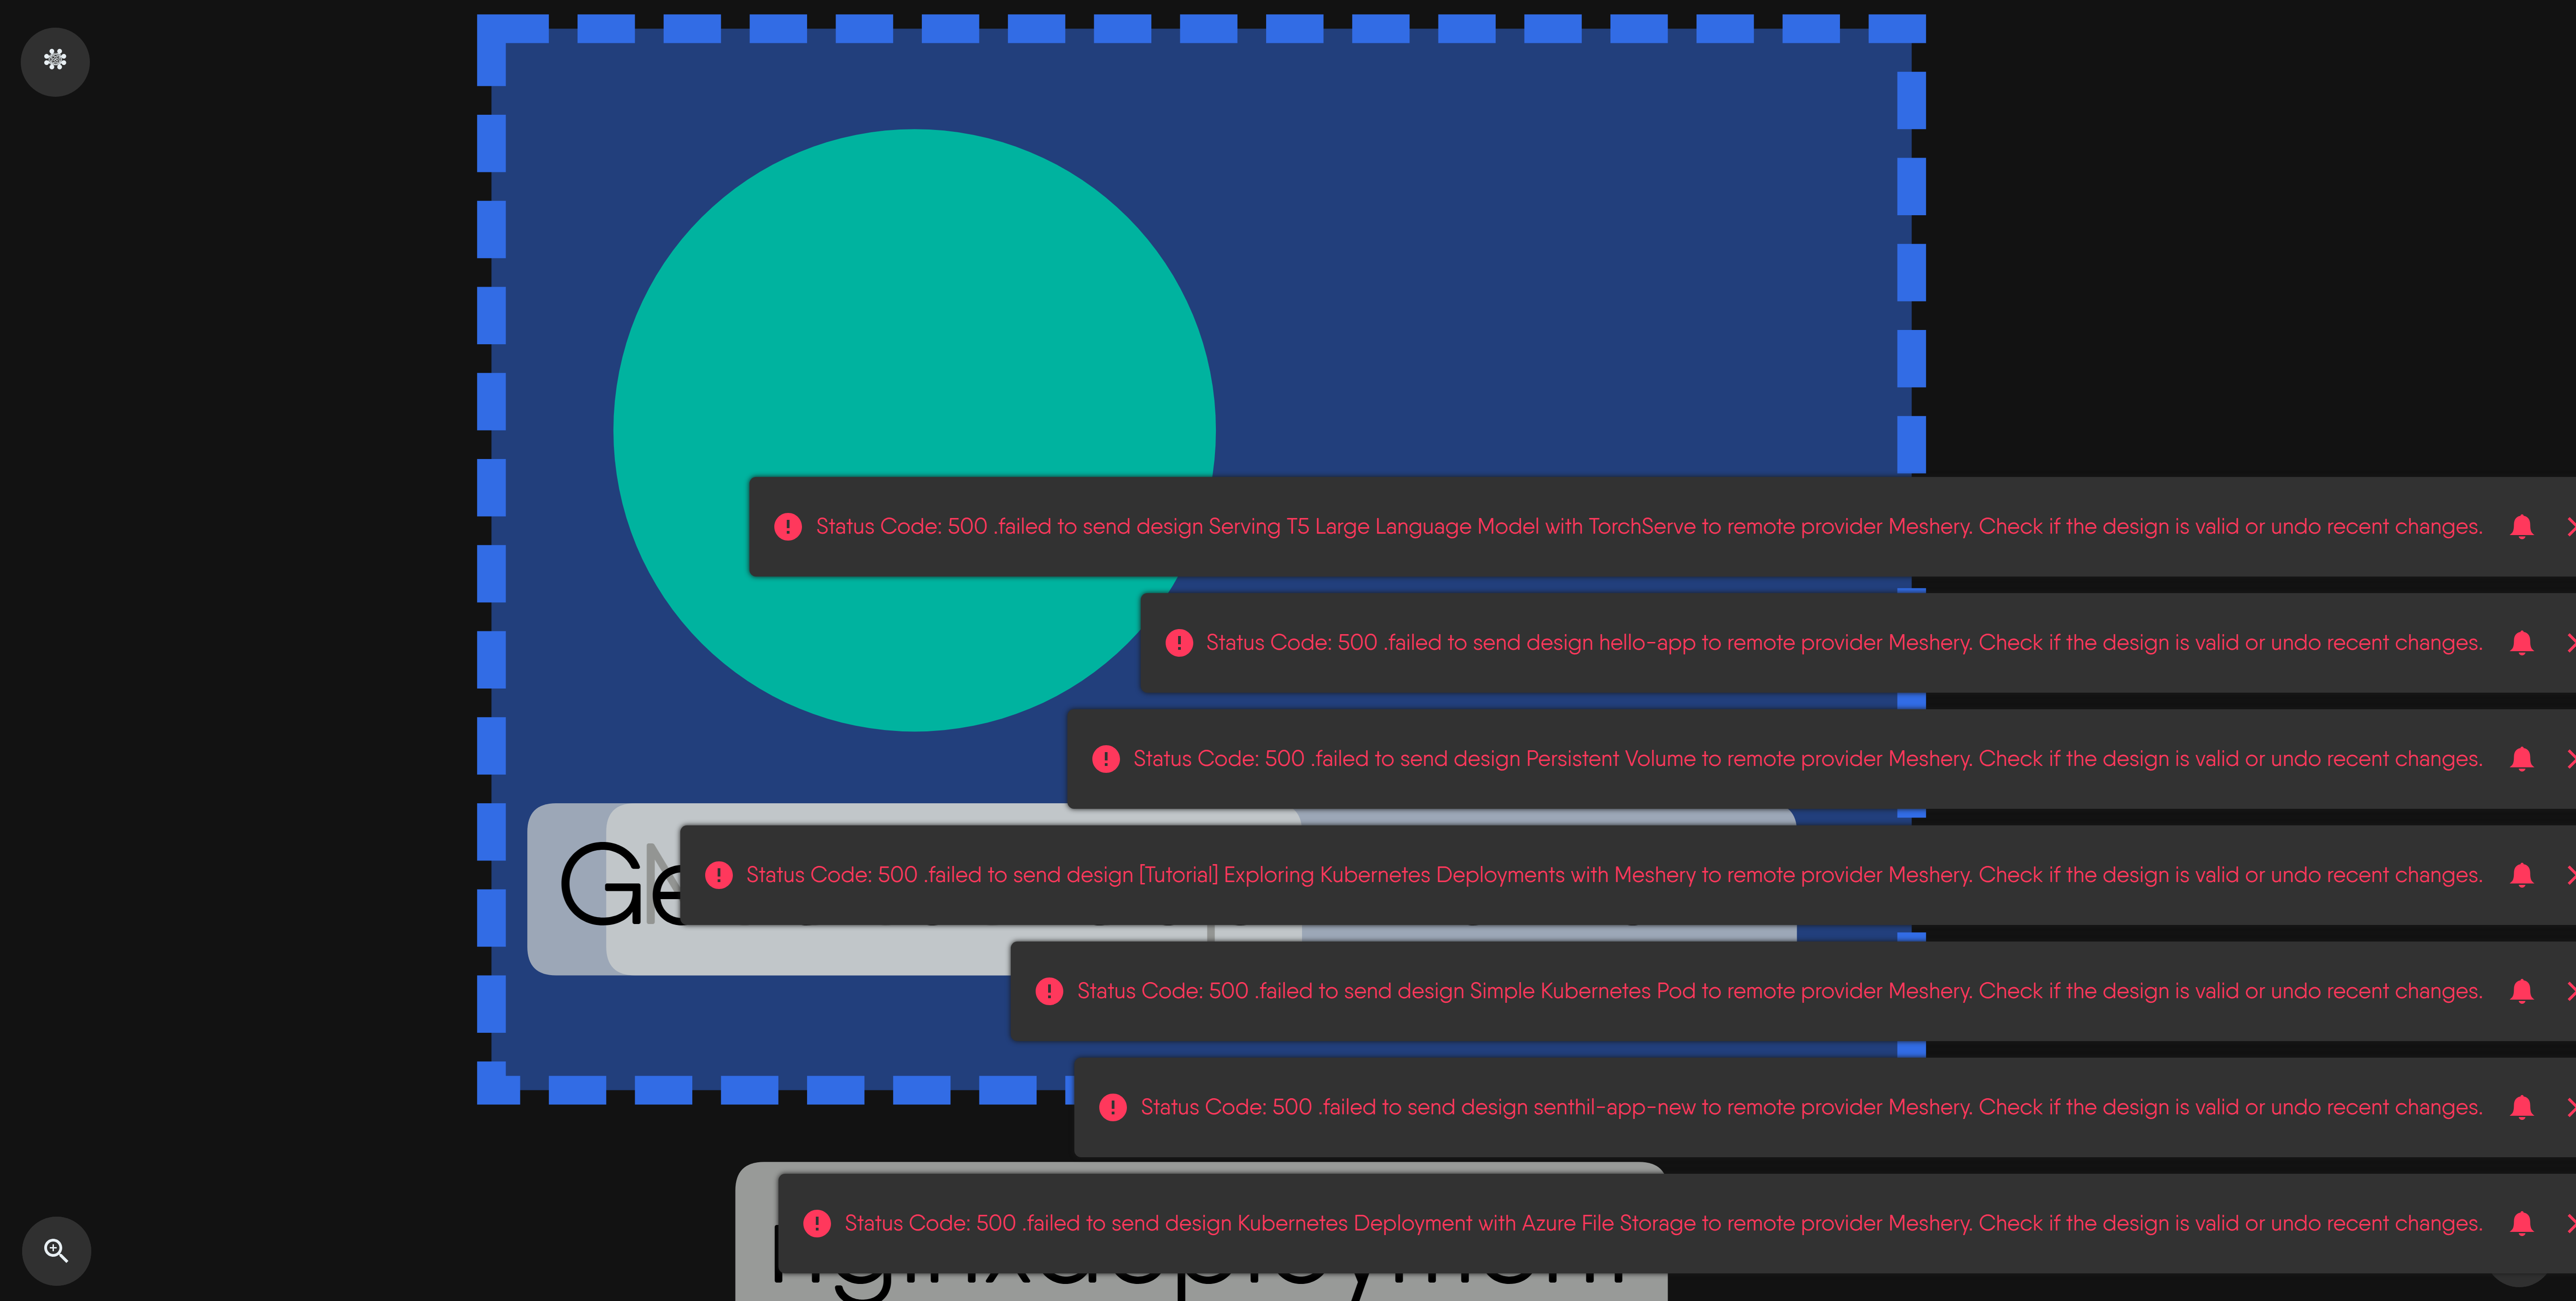 Status Code: 500 .failed to send design Serving T5 Large Language Model with TorchServe to remote provider Meshery. Check if the design is valid or undo recent changes.
Status Code: 500 .failed to send design hello-app to remote provider Meshery. Check if the design is valid or undo recent changes.
Status Code: 500 .failed to send design Persistent Volume to remote provider Meshery. Check if the design is valid or undo recent changes.
Status Code: 500 .failed to send design [Tutorial] Exploring Kubernetes Deployments with Meshery to remote provider Meshery. Check if the design is valid or undo recent changes.
Status Code: 500 .failed to send design Simple Kubernetes Pod to remote provider Meshery. Check if the design is valid or undo recent changes.
Status Code: 500 .failed to send design senthil-app-new to remote provider Meshery. Check if the design is valid or undo recent changes.
Status Code: 500 .failed to send design Kubernetes Deployment with Azure File Storage to remote provider Meshery. Check if the design is valid or undo recent changes.